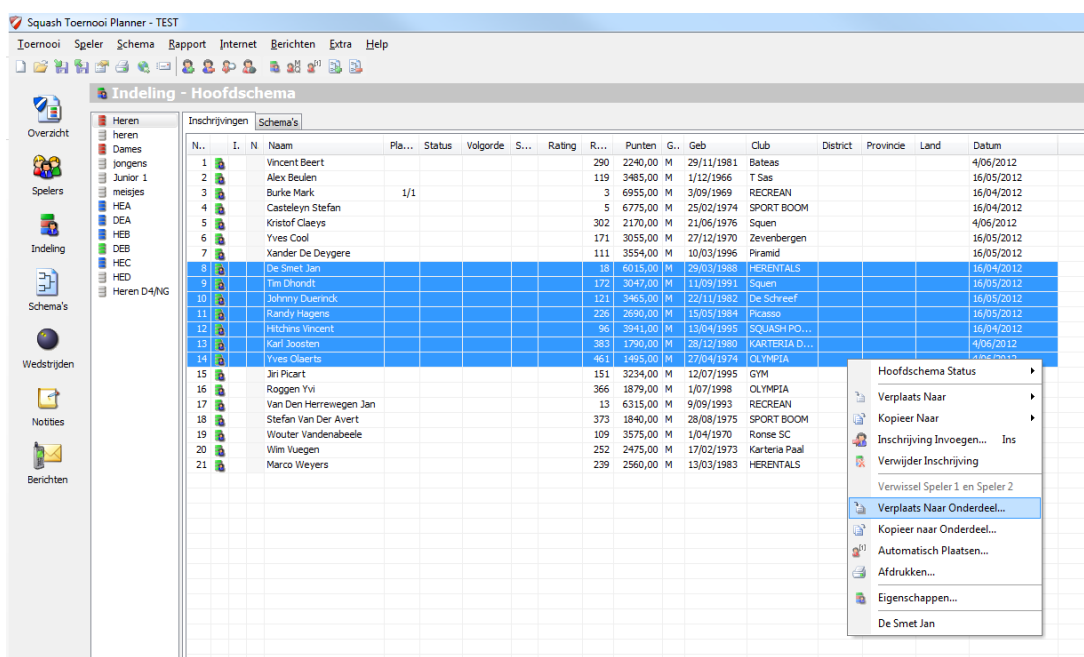 Squash Toernooi Planner - TEST
Toernooi Speler Schema Rapport Internet Berichten Extra Help
Indeling - Hoofdschema
Overzicht
Spelers
Indeling
Schema's
Wedstrijden
Notities
Berichten
Heren
heren
Dames
jongens
Junior 1
meisjes
HEA
DEA
HEB
DEB
HEC
HED
Heren D4/NG
Inschrijvingen Schema's
N.. I. N Naam Pla... Status Volgorde S... Rating R... Punten G.. Geb Club District Provincie Land Datum
1 Vincent Beert 290 2240,00 M 29/11/1981 Bateas 4/06/2012
2 Alex Beulen 119 3485,00 M 1/12/1966 T Sas 16/05/2012
3 Burke Mark 1/1 3 6955,00 M 3/09/1969 RECREAN 16/04/2012
4 Casteleyn Stefan 5 6775,00 M 25/02/1974 SPORT BOOM 16/04/2012
5 Kristof Claeys 302 2170,00 M 21/06/1976 Squen 4/06/2012
6 Yves Cool 171 3055,00 M 27/12/1970 Zevenbergen 16/05/2012
7 Xander De Deygere 111 3554,00 M 10/03/1996 Piramid 16/05/2012
8 De Smet Jan 18 6015,00 M 29/03/1988 HERENTALS 16/04/2012
9 Tim Dhondt 172 3047,00 M 11/09/1991 Squen 16/05/2012
10 Johnny Duerinck 121 3465,00 M 22/11/1982 De Schreef 16/05/2012
11 Randy Hagens 226 2690,00 M 15/05/1984 Picasso 16/05/2012
12 Hitchins Vincent 96 3941,00 M 13/04/1995 SQUASH PO... 16/04/2012
13 Karl Joosten 383 1790,00 M 28/12/1980 KARTERIA D... 4/06/2012
14 Yves Olaerts 461 1495,00 M 27/04/1974 OLYMPIA 4/06/2012
15 Jiri Picart 151 3234,00 M 12/07/1995 GYM
16 Roggen Yvi 366 1879,00 M 1/07/1998 OLYMPIA
17 Van Den Herrewegen Jan 13 6315,00 M 9/09/1993 RECREAN
18 Stefan Van Der Avert 373 1840,00 M 28/08/1975 SPORT BOOM
19 Wouter Vandenabeele 109 3575,00 M 1/04/1970 Ronse SC
20 Wim Vuegen 252 2475,00 M 17/02/1973 Karteria Paal
21 Marco Weyers 239 2560,00 M 13/03/1983 HERENTALS
Hoofdschema Status
Verplaats Naar
Kopieer Naar
Inschrijving Invoegen... Ins
Verwijder Inschrijving
Verwissel Speler 1 en Speler 2
Verplaats Naar Onderdeel...
Kopieer naar Onderdeel...
Automatisch Plaatsen...
Afdrukken...
Eigenschappen...
De Smet Jan